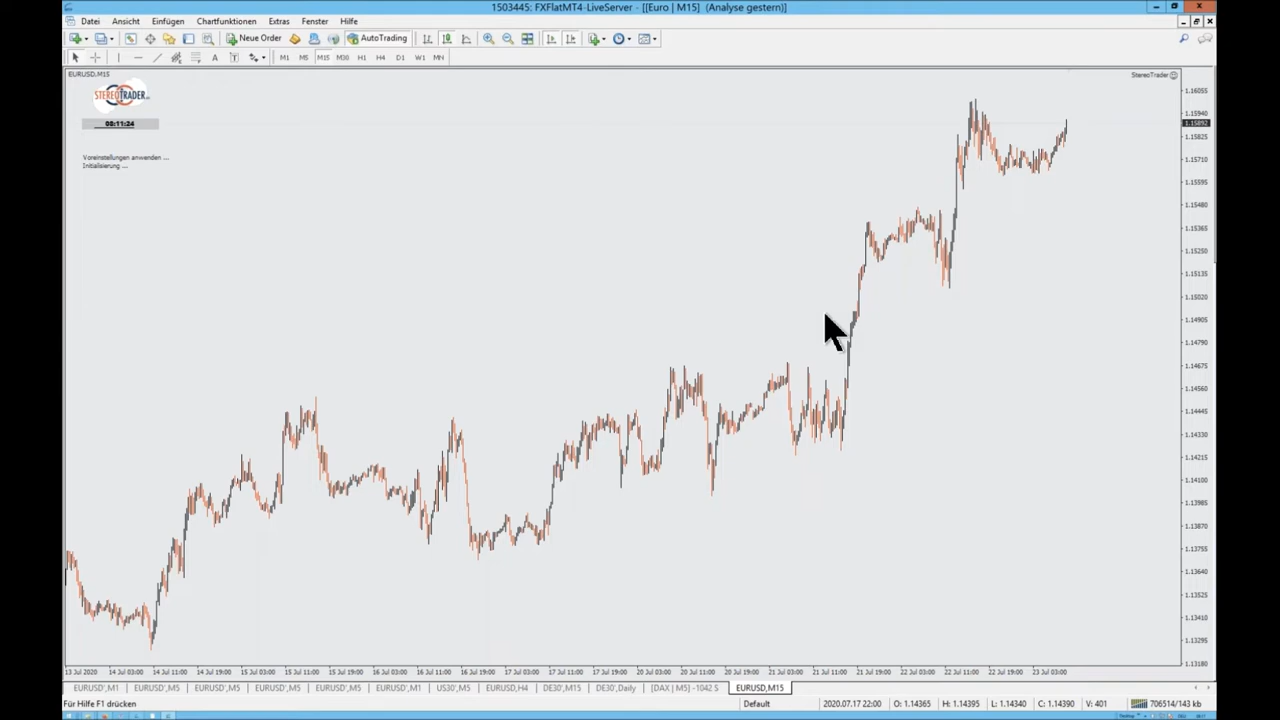 1503445: FXFlatMT4-LiveServer - [[Euro | M15] (Analyse gestern)]
Datei Ansicht Einfügen Chartfunktionen Extras Fenster Hilfe
Neue Order AutoTrading
A T M1 M5 M15 M30 H1 H4 D1 W1 MN
EURUSD,M15 StereoTrader
STEREOTRADER
08:11:24
Voreinstellungen anwenden ...
Initialisierung ...
1.16055
1.15940
1.15892
1.15825
1.15710
1.15595
1.15480
1.15365
1.15250
1.15135
1.15020
1.14905
1.14790
1.14675
1.14560
1.14445
1.14330
1.14215
1.14100
1.13985
1.13870
1.13755
1.13640
1.13525
1.13410
1.13295
1.13180
13 Jul 2020 14 Jul 03:00 14 Jul 11:00 14 Jul 19:00 15 Jul 03:00 15 Jul 11:00 15 Jul 19:00 16 Jul 03:00 16 Jul 11:00 16 Jul 19:00 17 Jul 03:00 17 Jul 11:00 17 Jul 19:00 20 Jul 03:00 20 Jul 11:00 20 Jul 19:00 21 Jul 03:00 21 Jul 11:00 21 Jul 19:00 22 Jul 03:00 22 Jul 11:00 22 Jul 19:00 23 Jul 03:00
EURUSD',M1 EURUSD',M5 EURUSD',M5 EURUSD',M5 EURUSD',M5 EURUSD',M1 US30',M5 EURUSD,H4 DE30',M15 DE30',Daily [DAX | M5] -1042 S EURUSD,M15
Für Hilfe F1 drücken Default 2020.07.17 22:00 O: 1.14365 H: 1.14395 L: 1.14340 C: 1.14390 V: 401 706514/143 kb